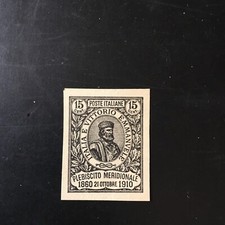 15 15
POSTE ITALIANE
ITALIA E VITTORIO EMANUELE
PLEBISCITO MERIDIONALE
1860 21 OTTOBRE 1910